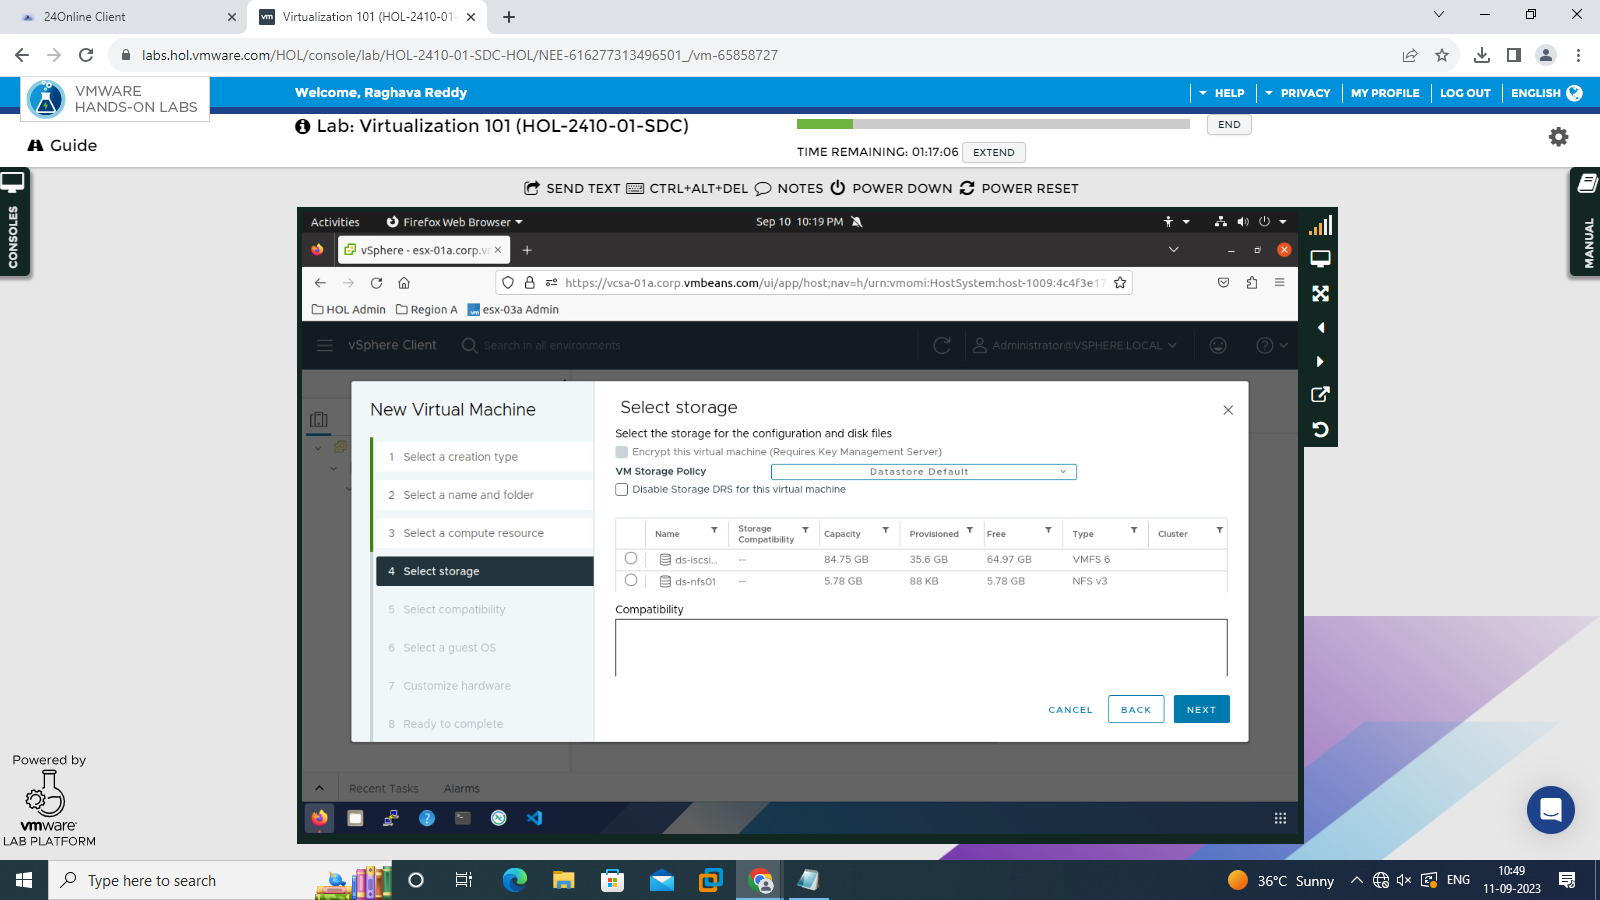 24Online Client
vm Virtualization 101 (HOL-2410-01-
labs.hol.vmware.com/HOL/console/lab/HOL-2410-01-SDC-HOL/NEE-616277313496501_/vm-65858727
VMWARE
HANDS-ON LABS
Welcome, Raghava Reddy
HELP
PRIVACY
MY PROFILE
LOG OUT
ENGLISH
Lab: Virtualization 101 (HOL-2410-01-SDC)
END
Guide
TIME REMAINING: 01:17:06
EXTEND
CONSOLES
MANUAL
SEND TEXT
CTRL+ALT+DEL
NOTES
POWER DOWN
POWER RESET
Activities
Firefox Web Browser
Sep 10 10:19 PM
vSphere - esx-01a.corp.v
https://vcsa-01a.corp.vmbeans.com/ui/app/host;nav=h/urn:vmomi:HostSystem:host-1009:4c4f3e17
HOL Admin
Region A
vm esx-03a Admin
vSphere Client
Search in all environments
Administrator@VSPHERE.LOCAL
New Virtual Machine
1 Select a creation type
2 Select a name and folder
3 Select a compute resource
4 Select storage
5 Select compatibility
6 Select a guest OS
7 Customize hardware
8 Ready to complete
Select storage
Select the storage for the configuration and disk files
Encrypt this virtual machine (Requires Key Management Server)
VM Storage Policy
Datastore Default
Disable Storage DRS for this virtual machine
Name
Storage Compatibility
Capacity
Provisioned
Free
Type
Cluster
ds-iscsi... -- 84.75 GB 35.6 GB 64.97 GB VMFS 6
ds-nfs01 -- 5.78 GB 88 KB 5.78 GB NFS v3
Compatibility
CANCEL
BACK
NEXT
Recent Tasks
Alarms
Powered by
vmware
LAB PLATFORM
Type here to search
36°C Sunny
ENG
10:49
11-09-2023